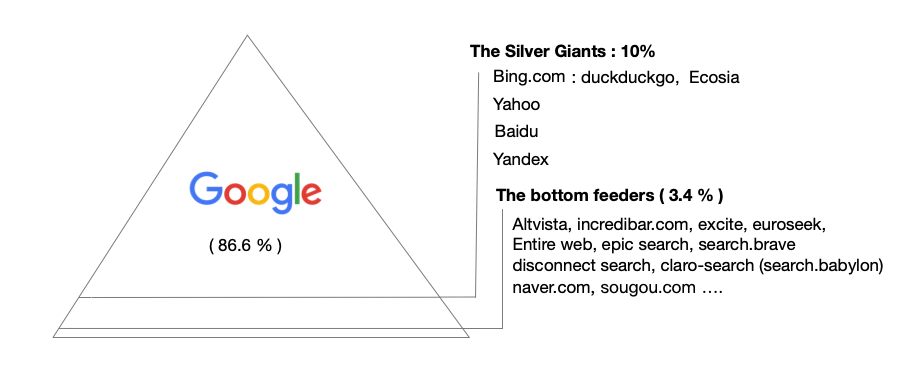 The Silver Giants : 10%
Bing.com : duckduckgo, Ecosia
Yahoo
Baidu
Yandex
Google
( 86.6 % )
The bottom feeders ( 3.4 % )
Altvista, incredibar.com, excite, euroseek,
Entire web, epic search, search.brave
disconnect search, claro-search (search.babylon)
naver.com, sougou.com ....